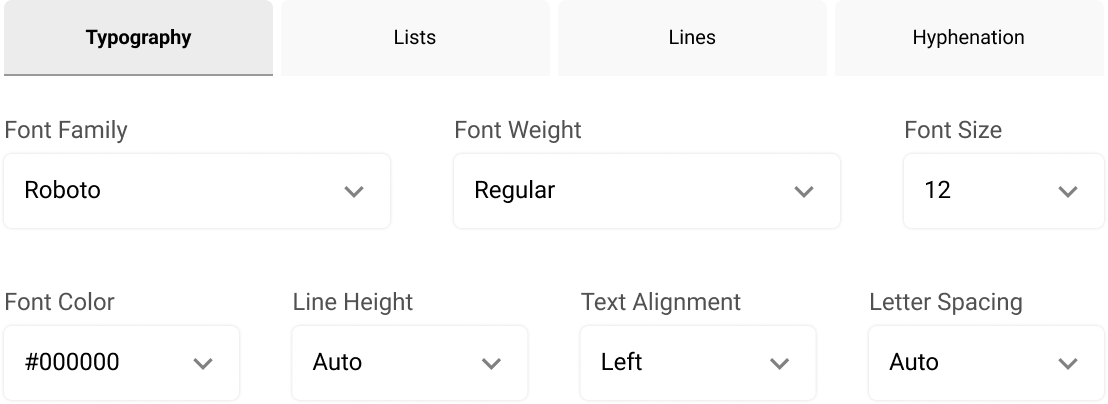 Typography Lists Lines Hyphenation
Font Family Font Weight Font Size
Roboto Regular 12
Font Color Line Height Text Alignment Letter Spacing
#000000 Auto Left Auto